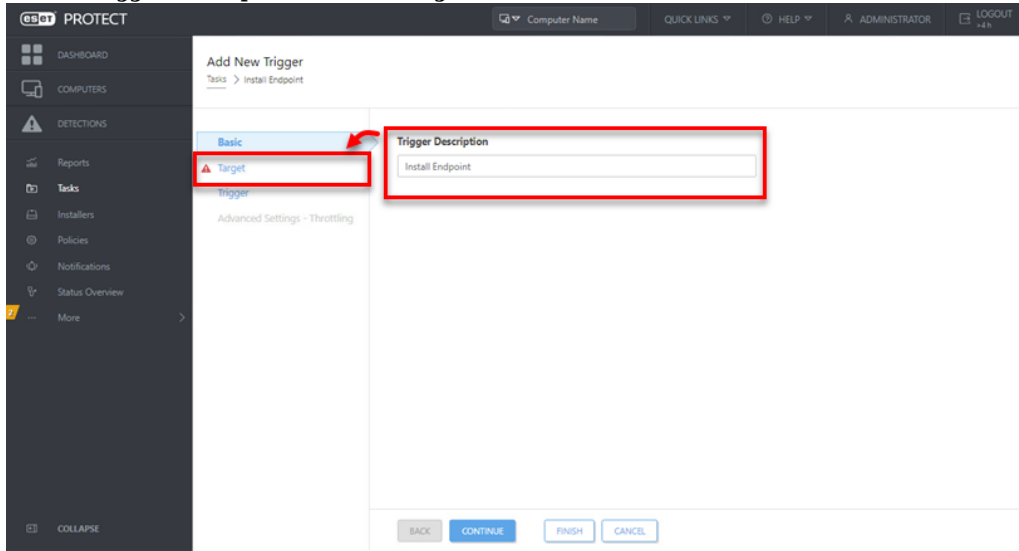 eset PROTECT
Computer Name
QUICK LINKS
HELP
ADMINISTRATOR
LOGOUT
>4 h
DASHBOARD
COMPUTERS
DETECTIONS
Reports
Tasks
Installers
Policies
Notifications
Status Overview
More
COLLAPSE
Add New Trigger
Tasks > Install Endpoint
Basic
Target
Trigger
Advanced Settings - Throttling
Trigger Description
Install Endpoint
BACK
CONTINUE
FINISH
CANCEL